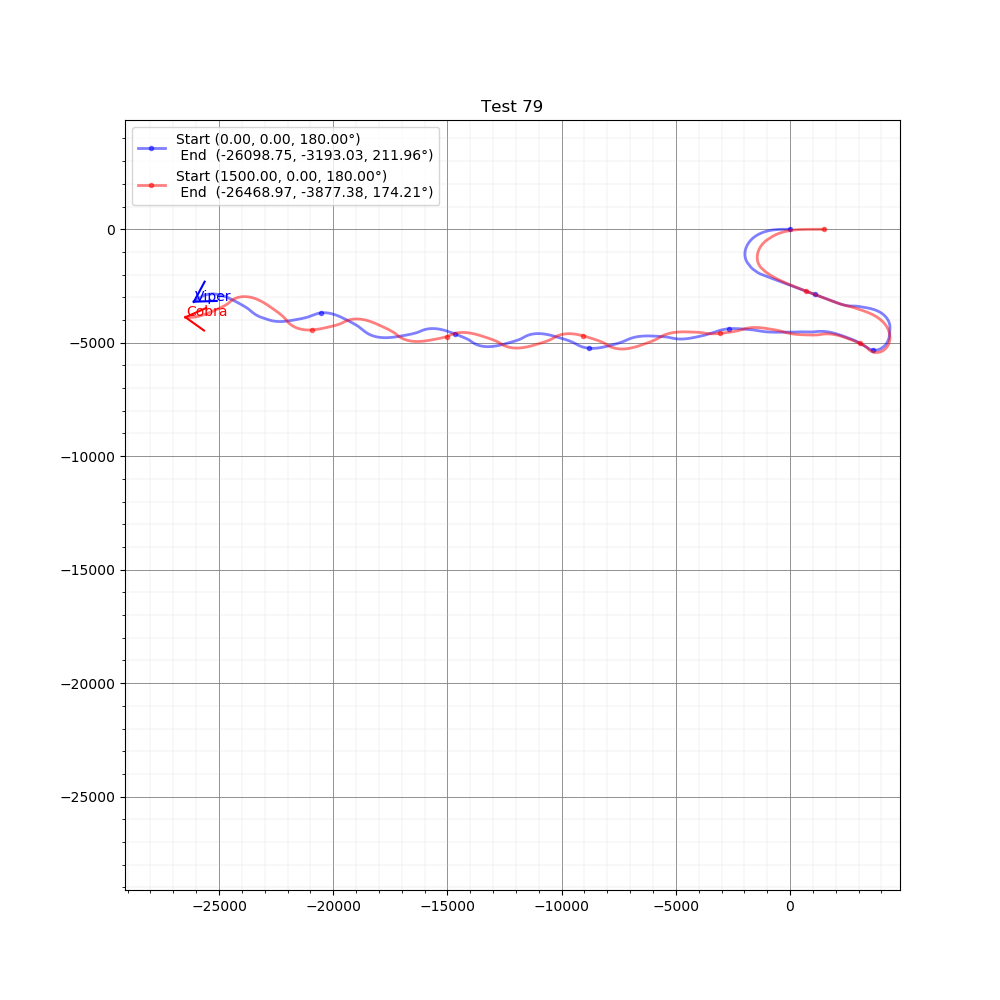 Test 79
Start (0.00, 0.00, 180.00°)
End  (-26098.75, -3193.03, 211.96°)
Start (1500.00, 0.00, 180.00°)
End  (-26468.97, -3877.38, 174.21°)
0
Viper
Cobra
−5000
−10000
−15000
−20000
−25000
−25000 −20000 −15000 −10000 −5000 0